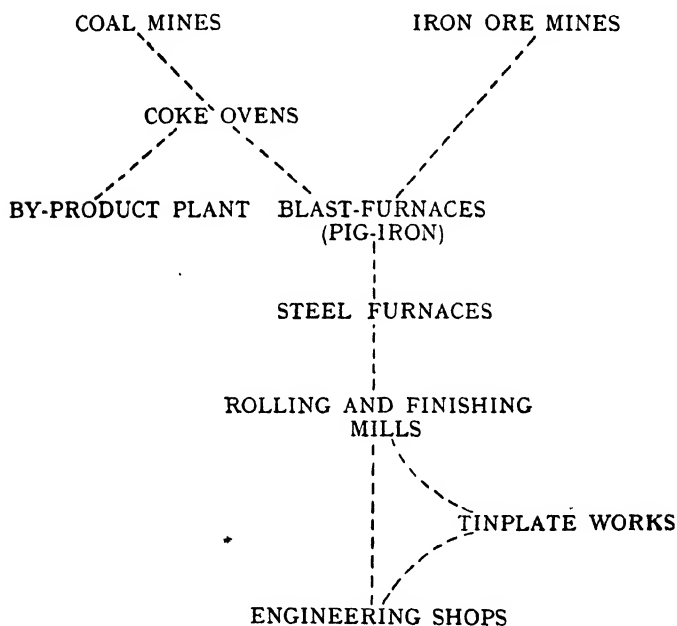 COAL MINES
IRON ORE MINES
COKE OVENS
BY-PRODUCT PLANT
BLAST-FURNACES
(PIG-IRON)
STEEL FURNACES
ROLLING AND FINISHING
MILLS
TINPLATE WORKS
ENGINEERING SHOPS